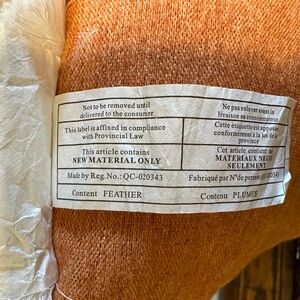 Not to be removed until
delivered to the consumer
This label is affixed in compliance
with Provincial Law
This article contains
NEW MATERIAL ONLY
Made by Reg. No.: QC-020343
Content FEATHER
Ne pas enlever avant
livraison au consommateur
Cette étiquette est apposée
conformément à la loi de
province
Cet article contient
MATÉRIAUX NEUFS
SEULEMENT
Fabriqué par N°de permis:
Contenu PLUMES